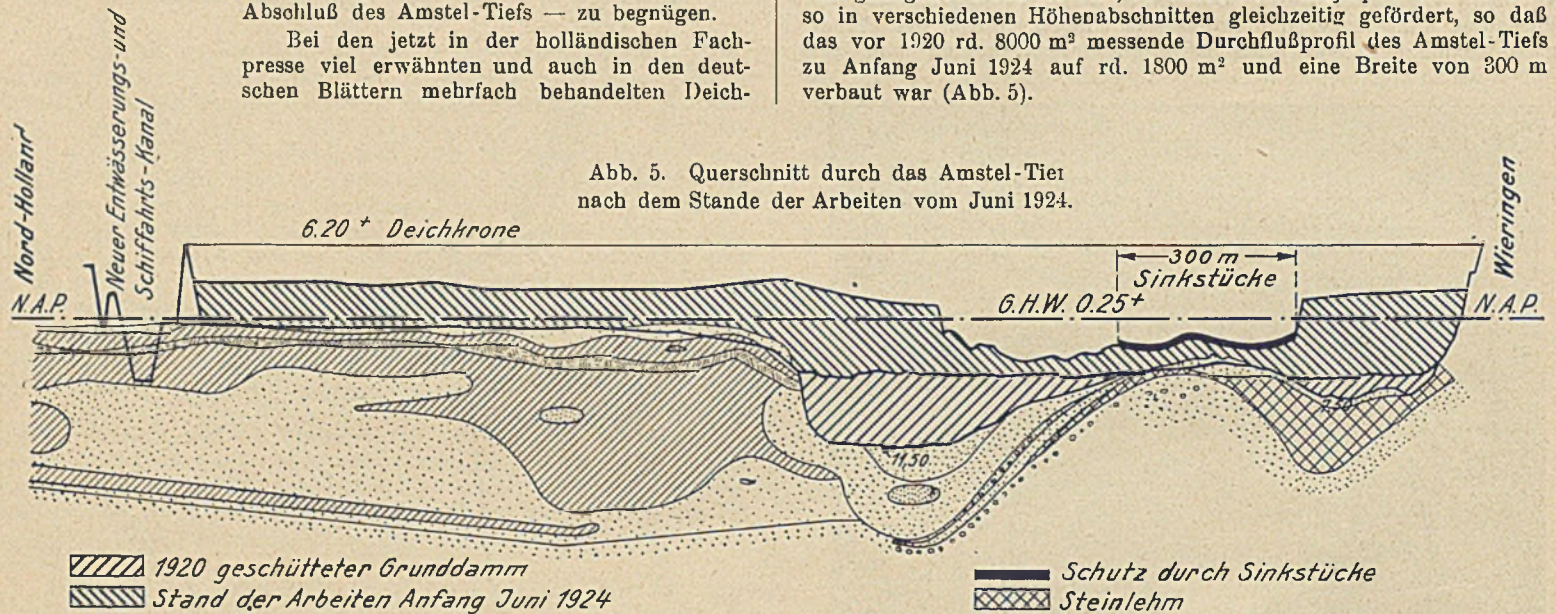 Abschluß des Amstel-Tiefs — zu begnügen.
Bei den jetzt in der holländischen Fach-
presse viel erwähnten und auch in den deut-
schen Blättern mehrfach behandelten Deich-
so in verschiedenen Höhenabschnitten gleichzeitig gefördert, so daß
das vor 1920 rd. 8000 m² messende Durchflußprofil des Amstel-Tiefs
zu Anfang Juni 1924 auf rd. 1800 m² und eine Breite von 300 m
verbaut war (Abb. 5).
Abb. 5. Querschnitt durch das Amstel-Tief
nach dem Stande der Arbeiten vom Juni 1924.
Nord-Holland
Neuer Entwässerungs-und
Schiffahrts-Kanal
6.20 + Deichkrone
300 m
Sinkstücke
Wieringen
N.A.P.
G.H.W. 0.25+
N.A.P.
11,50
1920 geschütteter Grunddamm
Stand der Arbeiten Anfang Juni 1924
Schutz durch Sinkstücke
Steinlehm